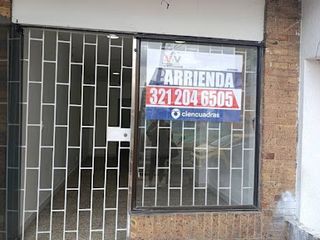 ARRIENDA
321 204 6505
ciencuadras